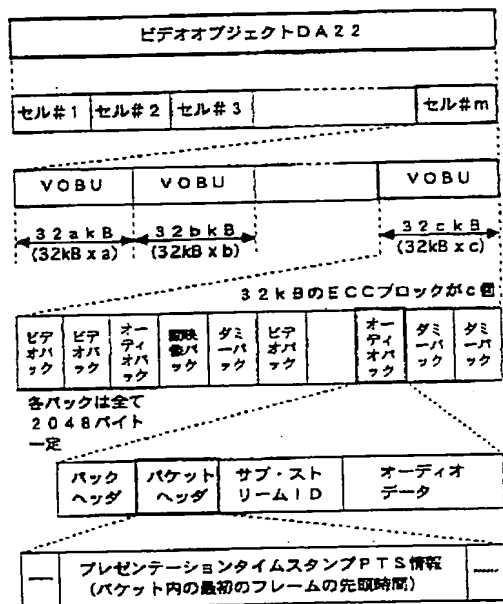 ビデオオブジェクトDA22
セル#1 セル#2 セル#3 セル#m
VOBU VOBU VOBU
32akB 32bkB 32ckB
(32kB x a) (32kB x b) (32kB x c)
32kBのECCブロックがc個
ビデオパック
ビデオパック
オーディオパック
副映像パック
ダミーパック
ビデオパック
オーディオパック
ダミーパック
ダミーパック
各パックは全て
2048バイト
一定
パックヘッダ
パケットヘッダ
サブ・ストリームID
オーディオデータ
プレゼンテーションタイムスタンプPTS情報
(パケット内の最初のフレームの先頭時間)